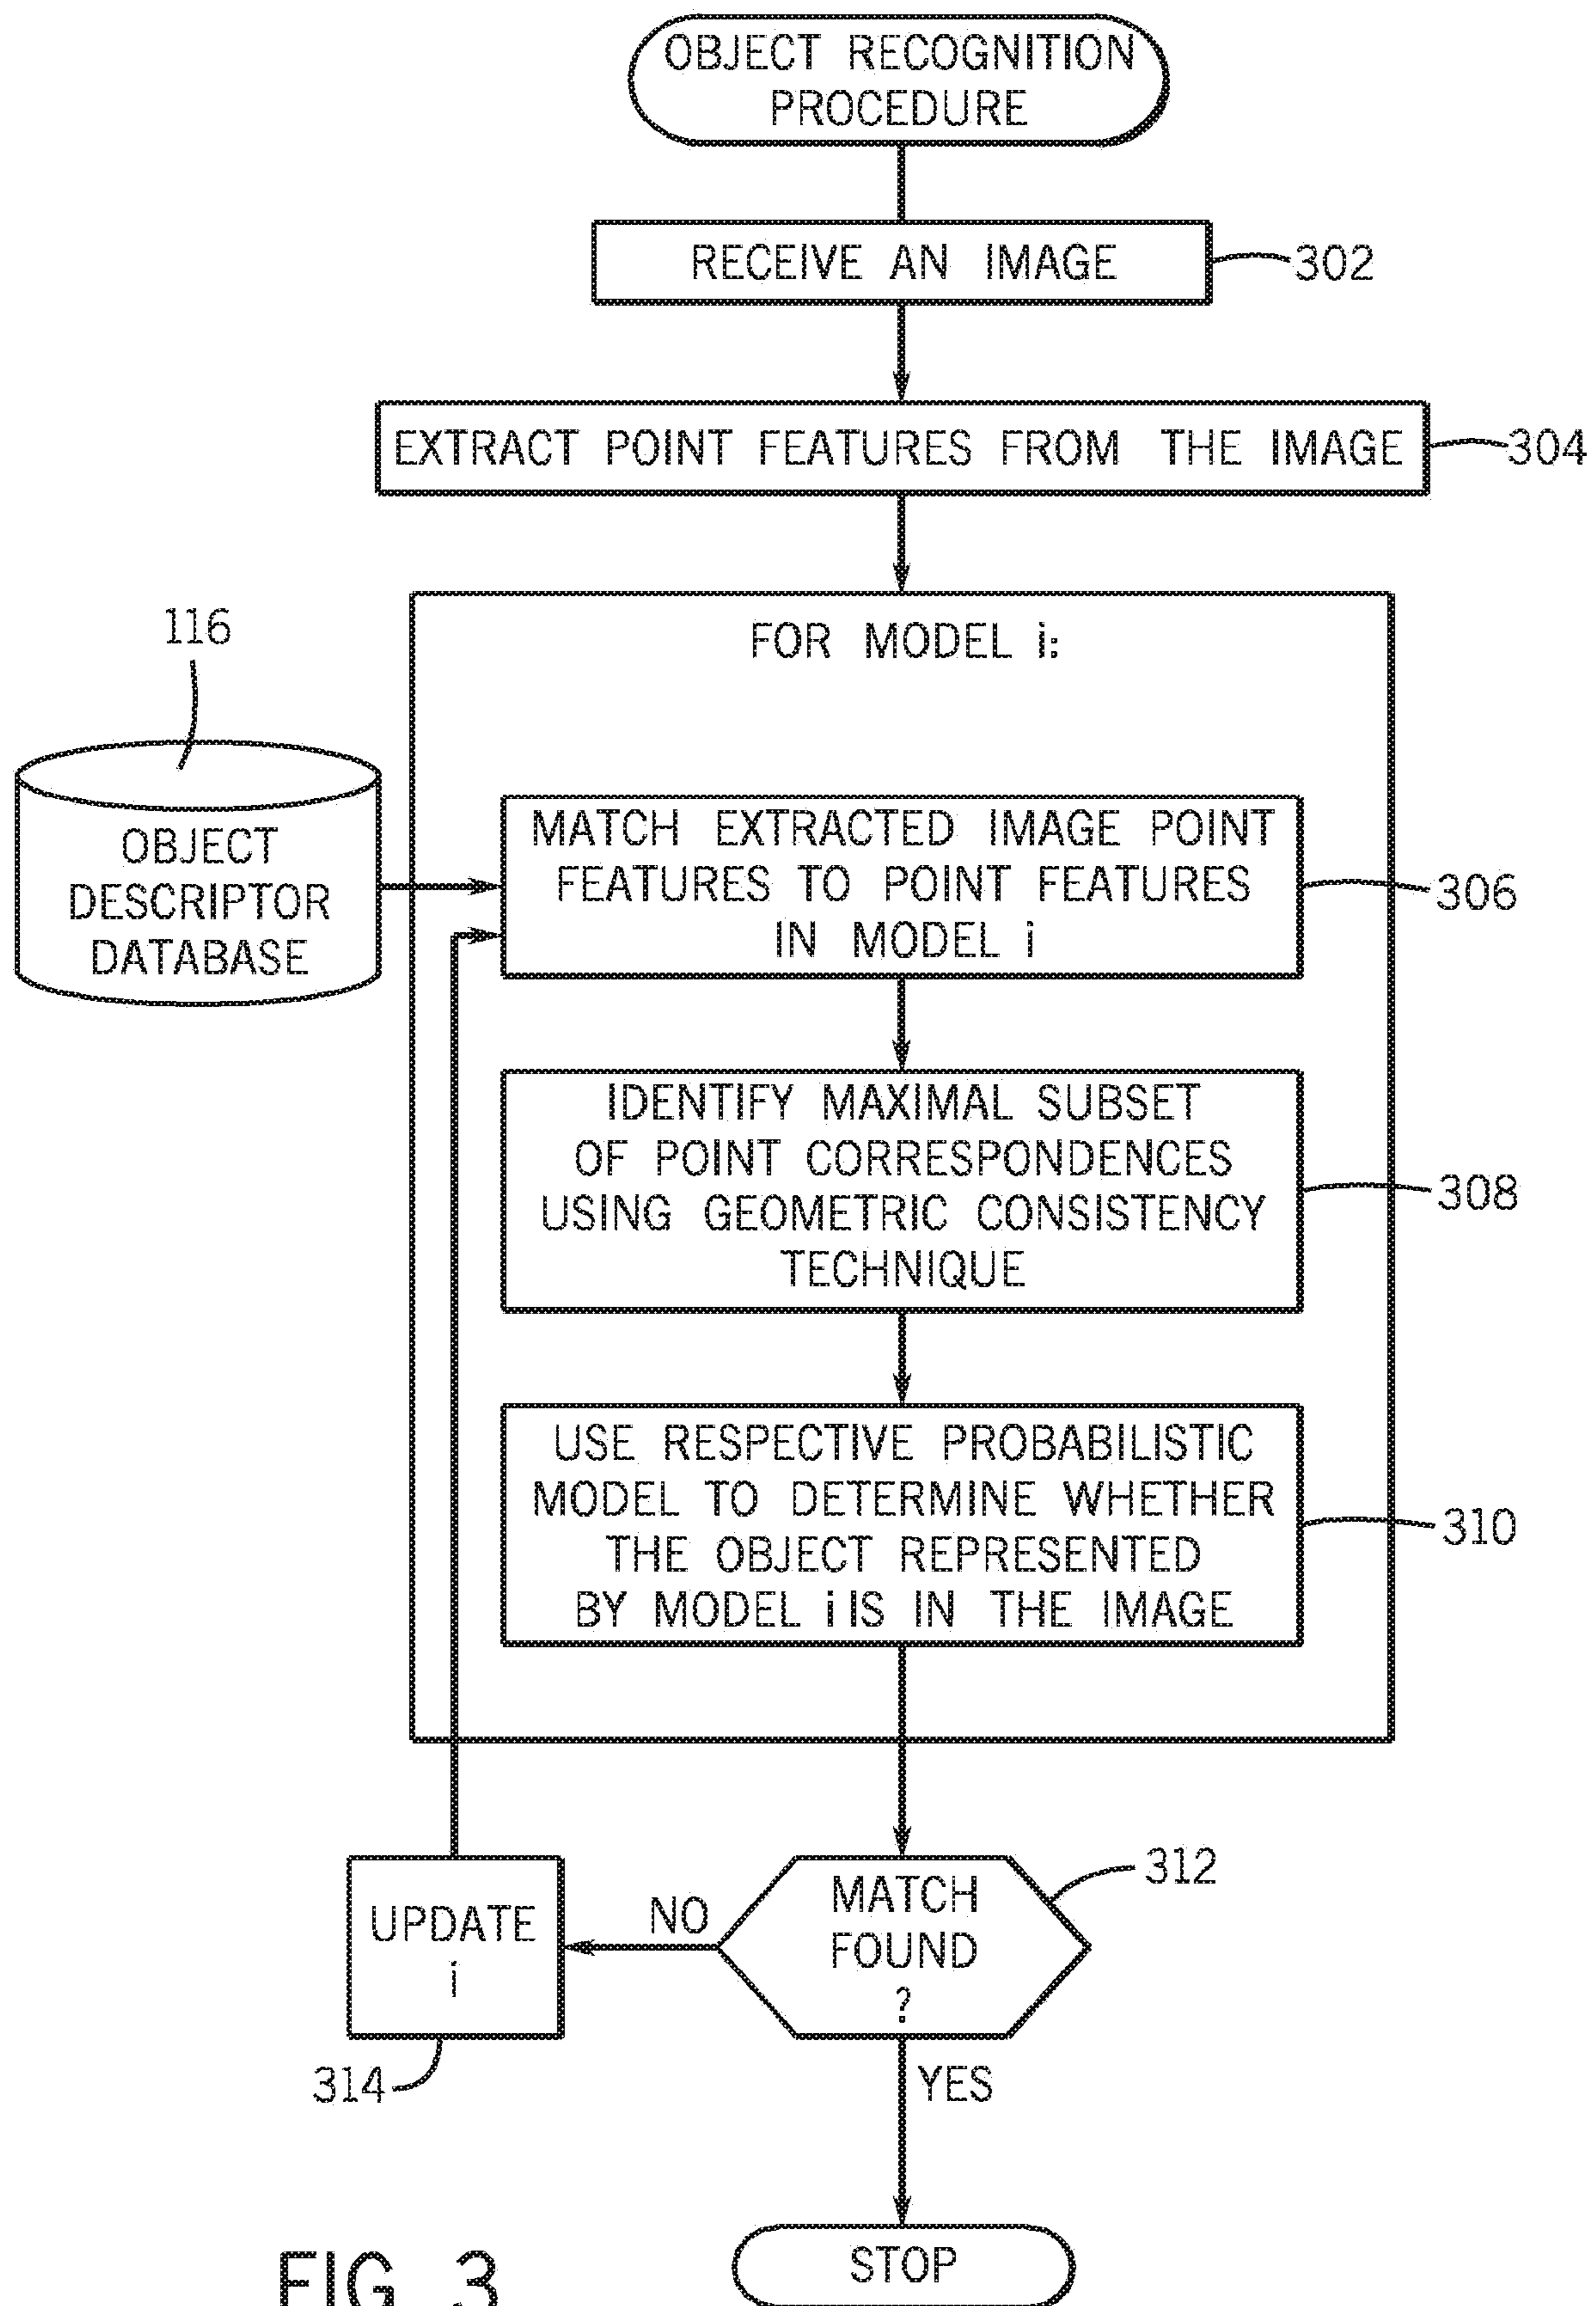 OBJECT RECOGNITION
PROCEDURE
RECEIVE AN IMAGE
302
EXTRACT POINT FEATURES FROM THE IMAGE
304
FOR MODEL i:
116
OBJECT
DESCRIPTOR
DATABASE
MATCH EXTRACTED IMAGE POINT
FEATURES TO POINT FEATURES
IN MODEL i
306
IDENTIFY MAXIMAL SUBSET
OF POINT CORRESPONDENCES
USING GEOMETRIC CONSISTENCY
TECHNIQUE
308
USE RESPECTIVE PROBABILISTIC
MODEL TO DETERMINE WHETHER
THE OBJECT REPRESENTED
BY MODEL i IS IN THE IMAGE
310
MATCH
FOUND
?
312
NO
UPDATE
i
314
YES
STOP
FIG. 3